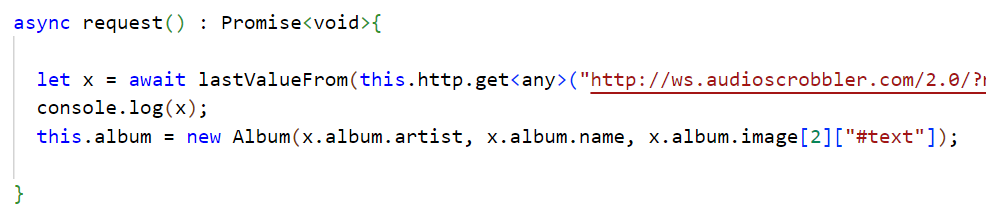 async request() : Promise<void>{
let x = await lastValueFrom(this.http.get<any>("http://ws.audioscrobbler.com/2.0/?
console.log(x);
this.album = new Album(x.album.artist, x.album.name, x.album.image[2]["#text"]);
}